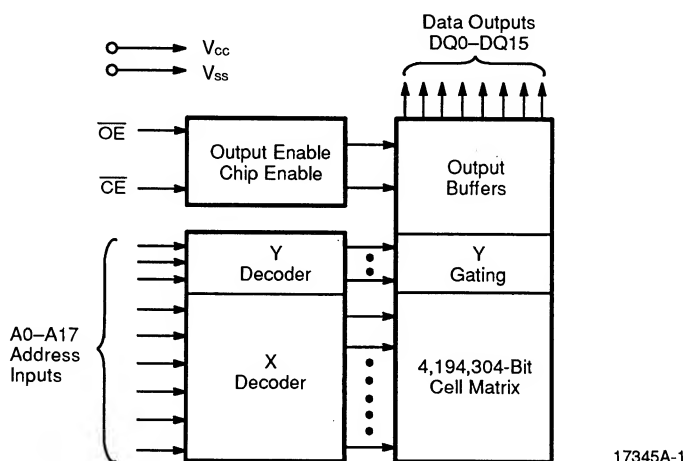 Data Outputs
DQ0–DQ15
Vcc
Vss
OE
CE
Output Enable
Chip Enable
Output
Buffers
Y
Decoder
Y
Gating
A0–A17
Address
Inputs
X
Decoder
4,194,304-Bit
Cell Matrix
17345A-1